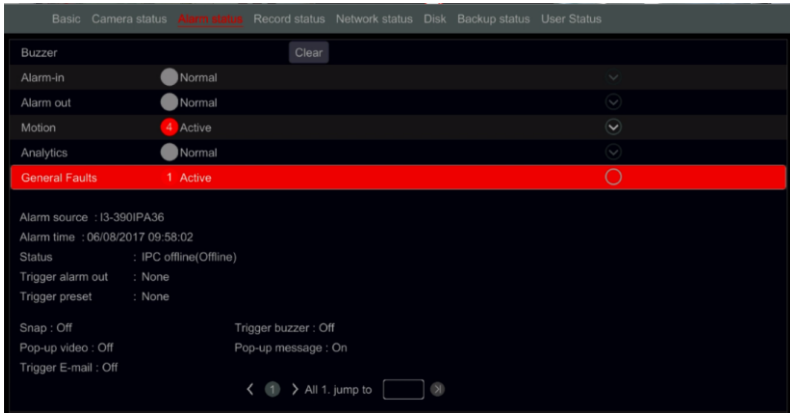 Basic Camera status Alarm status Record status Network status Disk Backup status User Status
Buzzer Clear
Alarm-in Normal
Alarm out Normal
Motion 4 Active
Analytics Normal
General Faults 1 Active
Alarm source : I3-390IPA36
Alarm time : 06/08/2017 09:58:02
Status : IPC offline(Offline)
Trigger alarm out : None
Trigger preset : None
Snap : Off Trigger buzzer : Off
Pop-up video : Off Pop-up message : On
Trigger E-mail : Off
1 All 1. jump to